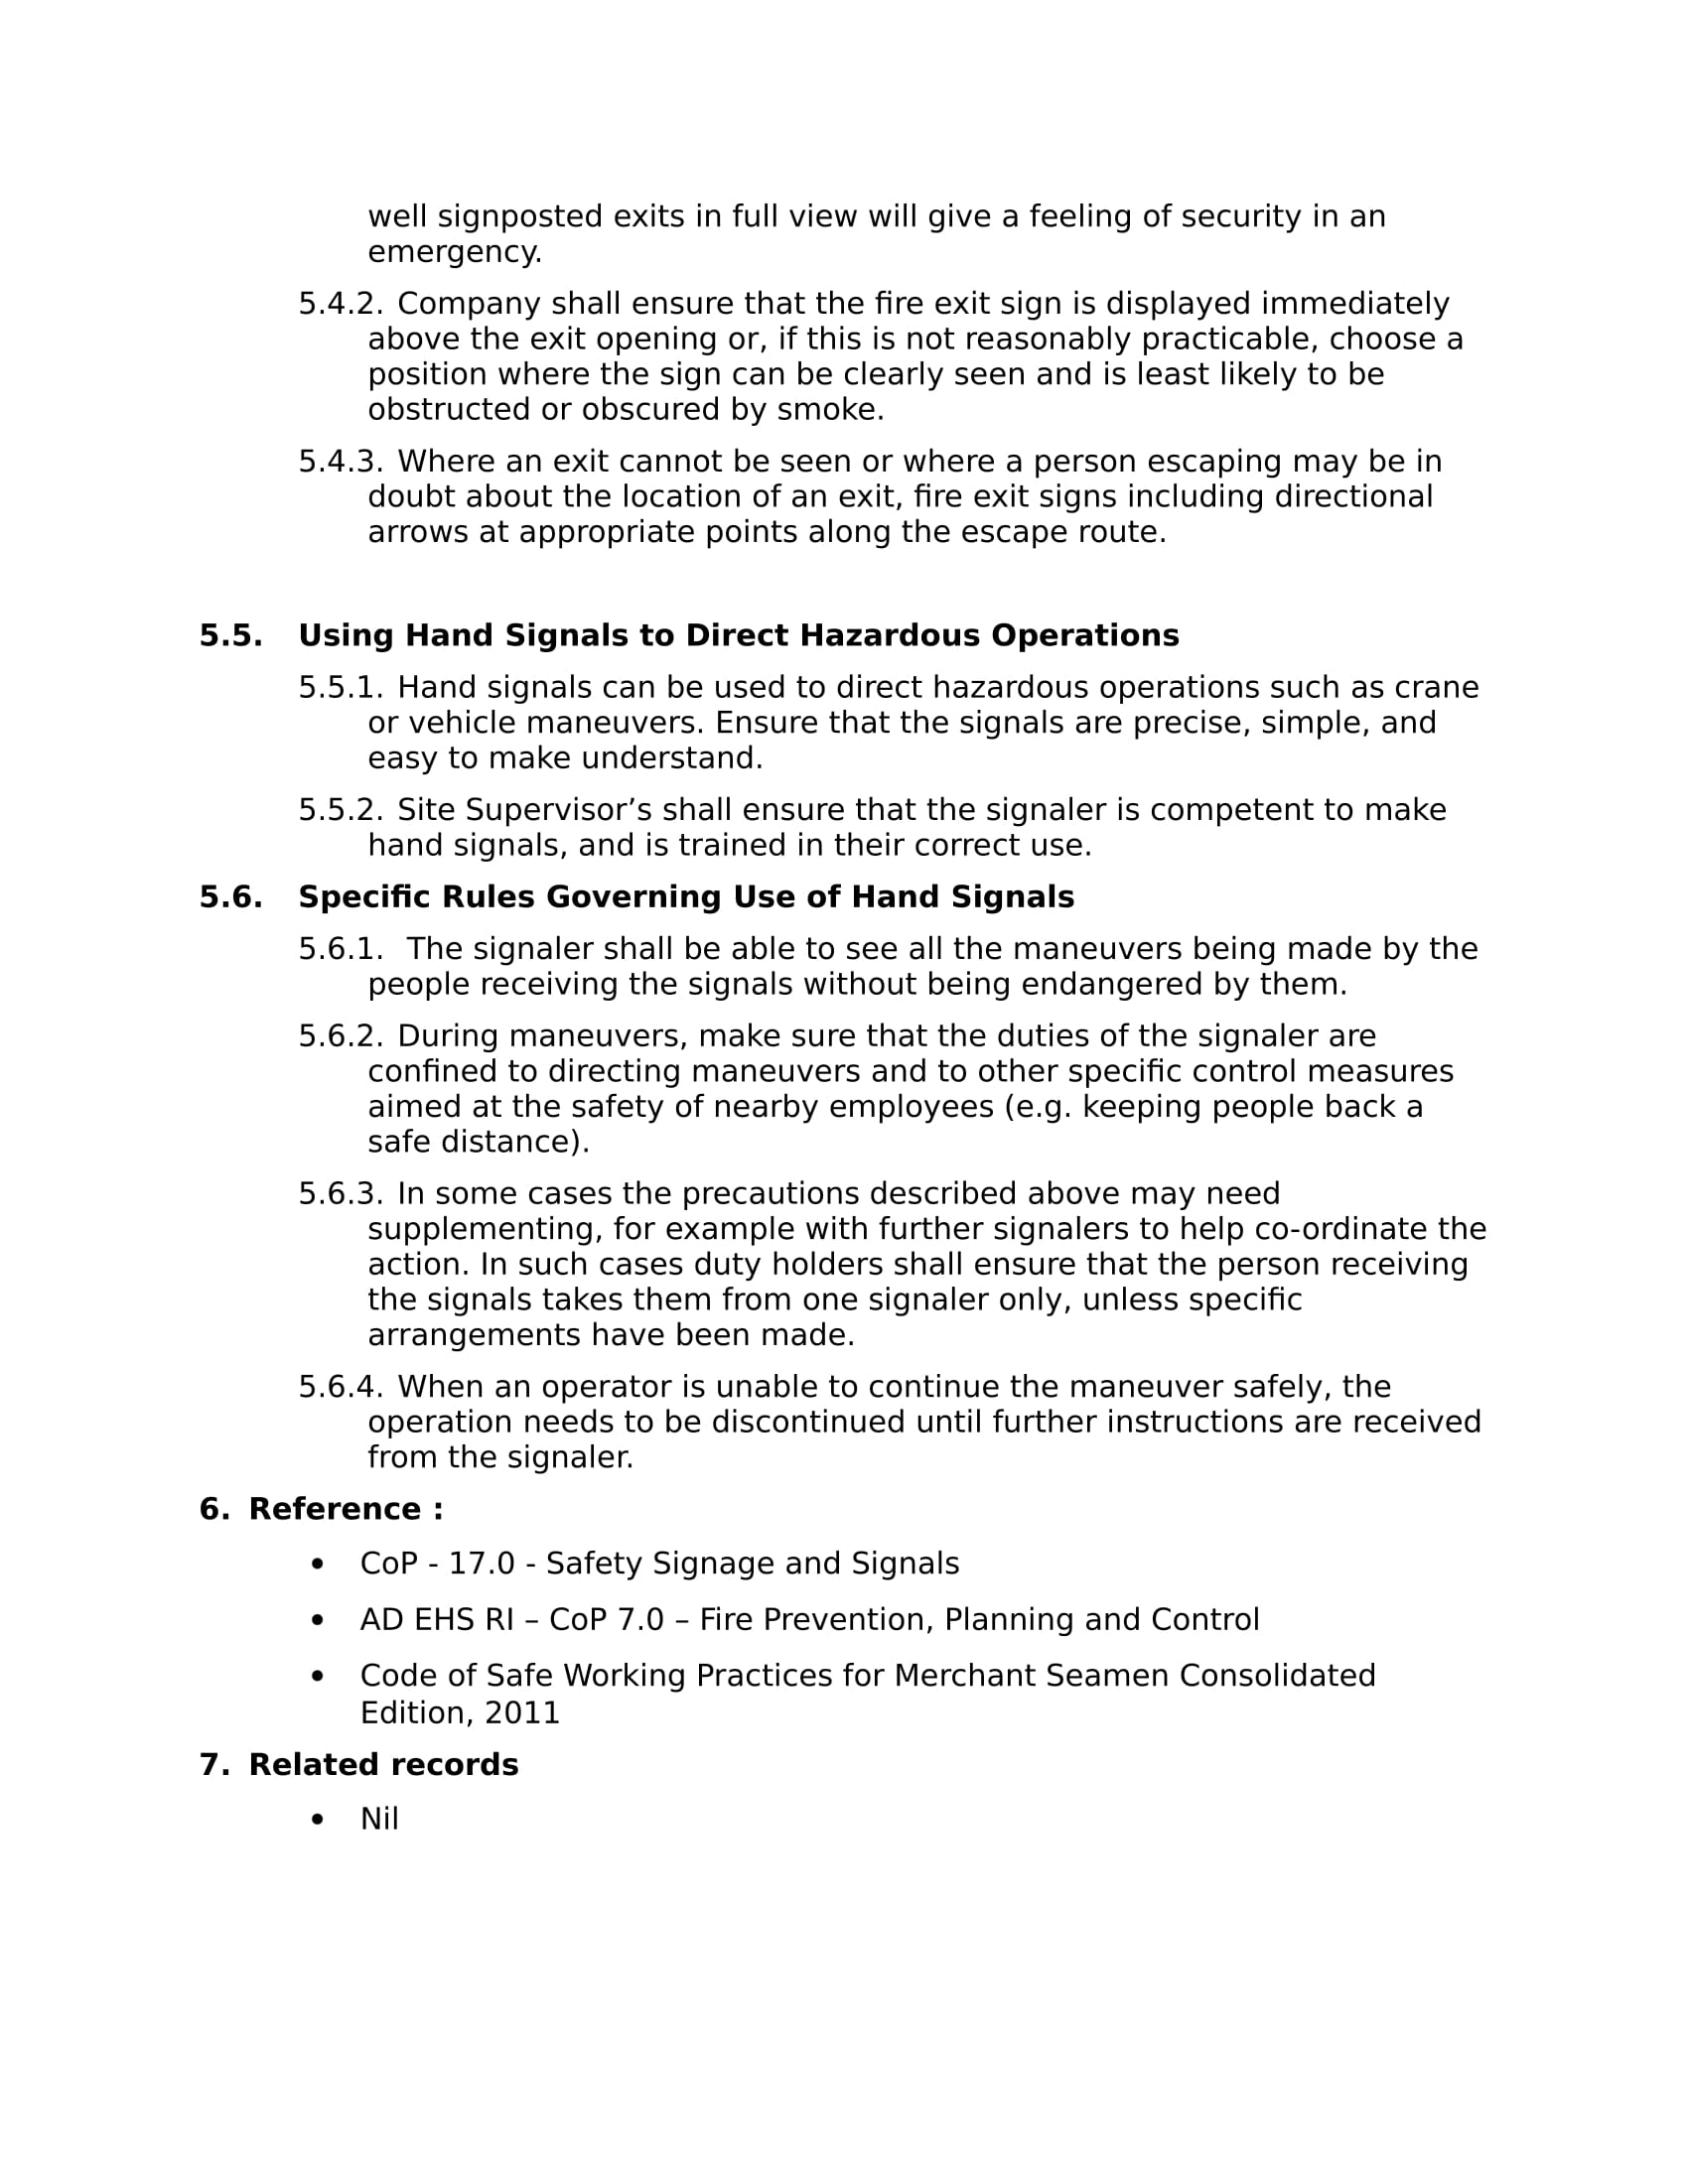 well signposted exits in full view will give a feeling of security in an
emergency.
5.4.2. Company shall ensure that the fire exit sign is displayed immediately
above the exit opening or, if this is not reasonably practicable, choose a
position where the sign can be clearly seen and is least likely to be
obstructed or obscured by smoke.
5.4.3. Where an exit cannot be seen or where a person escaping may be in
doubt about the location of an exit, fire exit signs including directional
arrows at appropriate points along the escape route.
5.5. Using Hand Signals to Direct Hazardous Operations
5.5.1. Hand signals can be used to direct hazardous operations such as crane
or vehicle maneuvers. Ensure that the signals are precise, simple, and
easy to make understand.
5.5.2. Site Supervisor’s shall ensure that the signaler is competent to make
hand signals, and is trained in their correct use.
5.6. Specific Rules Governing Use of Hand Signals
5.6.1. The signaler shall be able to see all the maneuvers being made by the
people receiving the signals without being endangered by them.
5.6.2. During maneuvers, make sure that the duties of the signaler are
confined to directing maneuvers and to other specific control measures
aimed at the safety of nearby employees (e.g. keeping people back a
safe distance).
5.6.3. In some cases the precautions described above may need
supplementing, for example with further signalers to help co-ordinate the
action. In such cases duty holders shall ensure that the person receiving
the signals takes them from one signaler only, unless specific
arrangements have been made.
5.6.4. When an operator is unable to continue the maneuver safely, the
operation needs to be discontinued until further instructions are received
from the signaler.
6. Reference :
• CoP - 17.0 - Safety Signage and Signals
• AD EHS RI – CoP 7.0 – Fire Prevention, Planning and Control
• Code of Safe Working Practices for Merchant Seamen Consolidated
Edition, 2011
7. Related records
• Nil